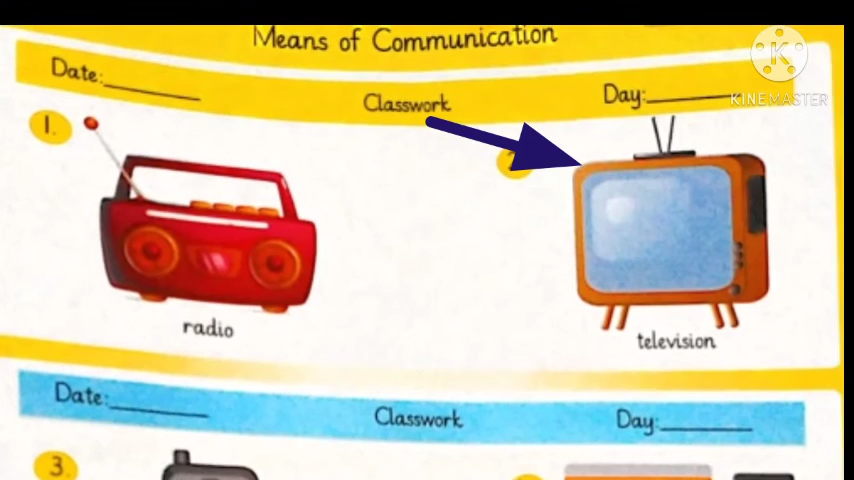 Means of Communication
Date:
Classwork
Day:
K
KINEMASTER
1.
radio
television
Date:
Classwork
Day:
3.